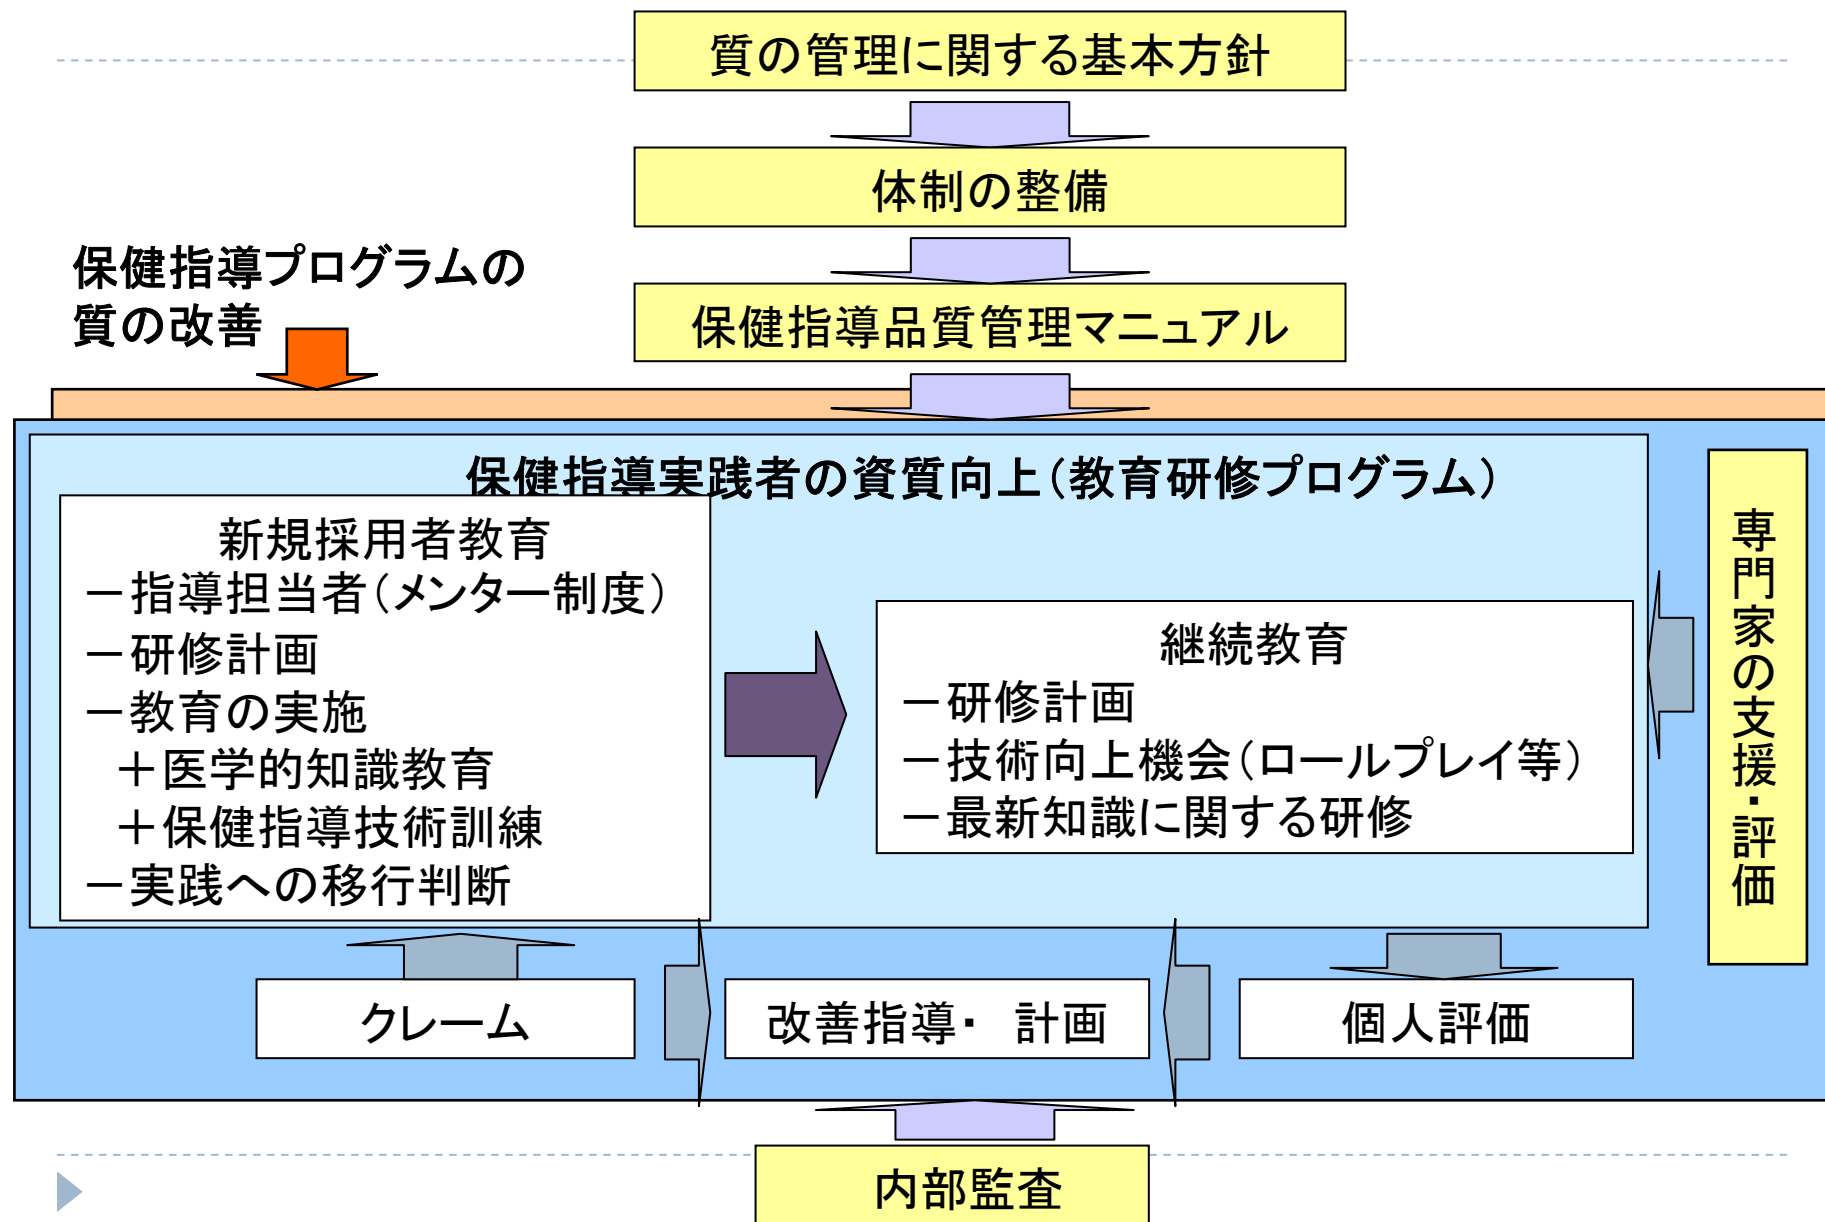 質の管理に関する基本方針
体制の整備
保健指導プログラムの
質の改善
保健指導品質管理マニュアル
保健指導実践者の資質向上（教育研修プログラム）
新規採用者教育
－指導担当者（メンター制度）
－研修計画
－教育の実施
＋医学的知識教育
＋保健指導技術訓練
－実践への移行判断
継続教育
－研修計画
－技術向上機会（ロールプレイ等）
－最新知識に関する研修
専門家の支援・評価
クレーム
改善指導・ 計画
個人評価
内部監査